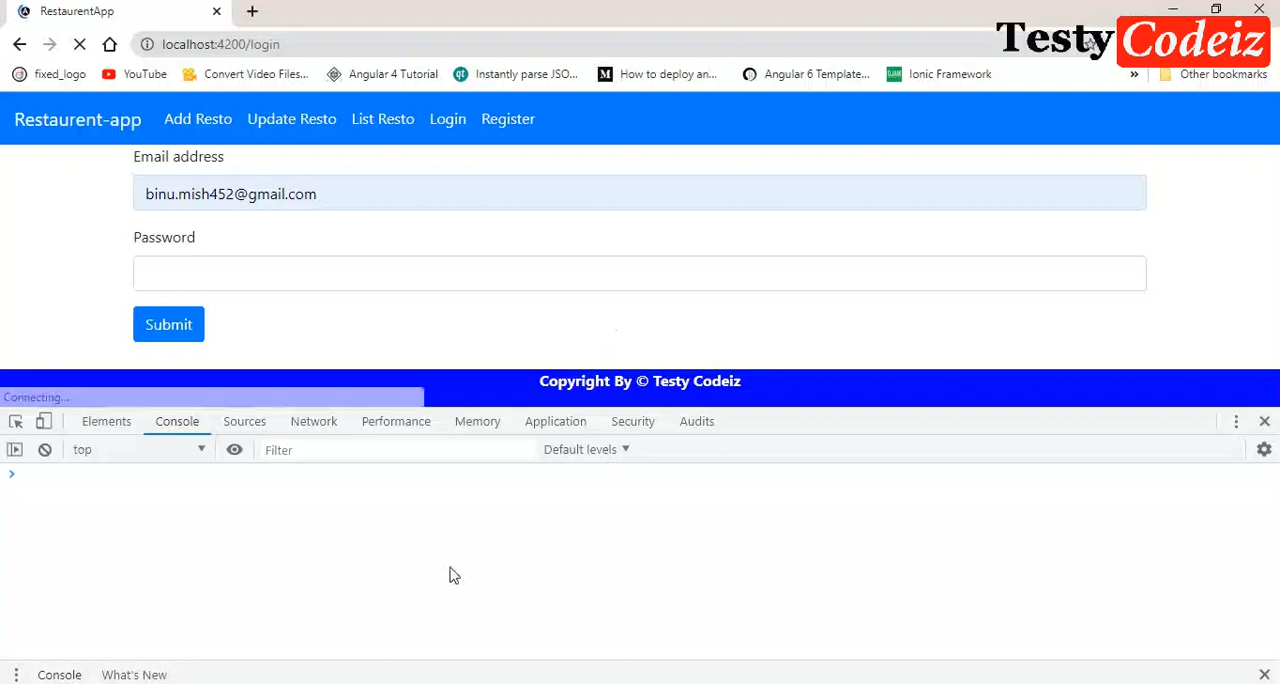 RestaurentApp
localhost:4200/login
Testy Codeiz
fixed_logo YouTube Convert Video Files... Angular 4 Tutorial Instantly parse JSO... How to deploy an... Angular 6 Template... Ionic Framework » Other bookmarks
Restaurent-app Add Resto Update Resto List Resto Login Register
Email address
binu.mish452@gmail.com
Password
Submit
Copyright By © Testy Codeiz
Connecting...
Elements Console Sources Network Performance Memory Application Security Audits
top Filter Default levels
Console What's New